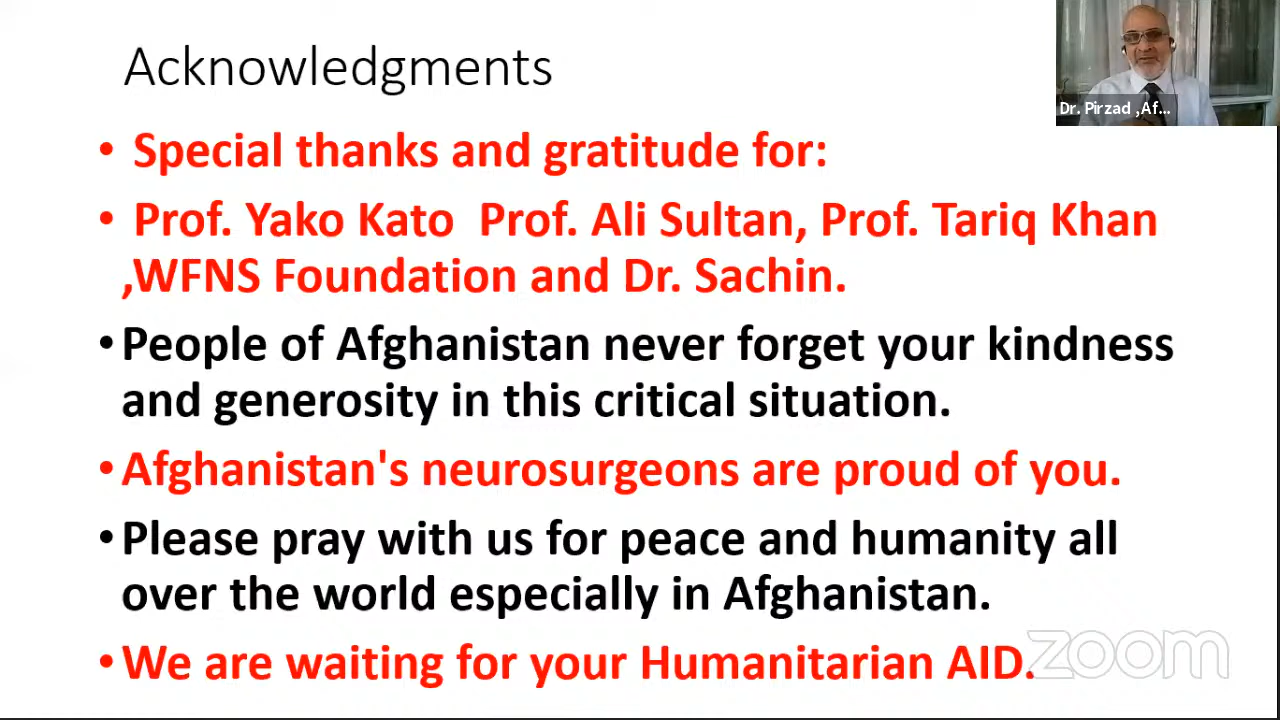 Acknowledgments
Dr. Pirzad ,Af...
• Special thanks and gratitude for:
• Prof. Yako Kato  Prof. Ali Sultan, Prof. Tariq Khan
,WFNS Foundation and Dr. Sachin.
• People of Afghanistan never forget your kindness
and generosity in this critical situation.
• Afghanistan's neurosurgeons are proud of you.
• Please pray with us for peace and humanity all
over the world especially in Afghanistan.
• We are waiting for your Humanitarian AID.
zoom